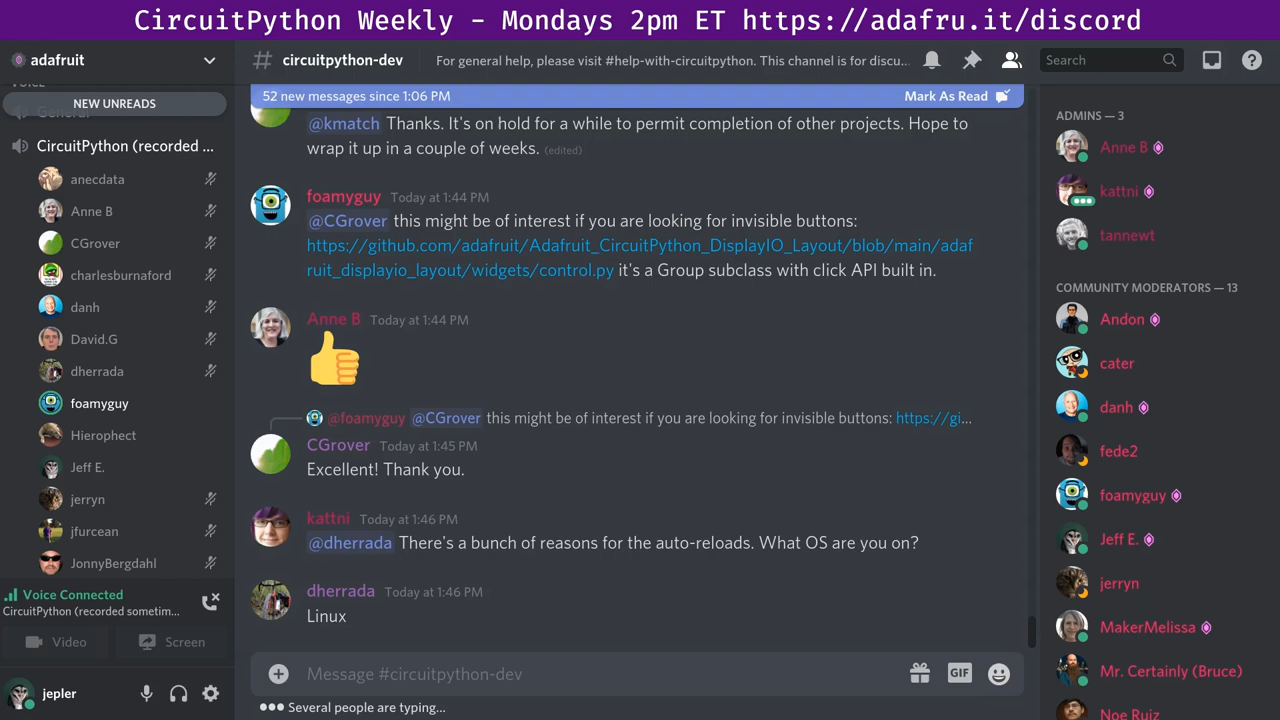 CircuitPython Weekly - Mondays 2pm ET https://adafru.it/discord
adafruit
VOICE
NEW UNREADS
General
CircuitPython (recorded ...
anecdata
Anne B
CGrover
charlesburnaford
danh
David.G
dherrada
foamyguy
Hierophect
Jeff E.
jerryn
jfurcean
JonnyBergdahl
Voice Connected
CircuitPython (recorded sometim...
Video
Screen
jepler
# circuitpython-dev
For general help, please visit #help-with-circuitpython. This channel is for discu...
Search
52 new messages since 1:06 PM
Mark As Read
@kmatch Thanks. It's on hold for a while to permit completion of other projects. Hope to
wrap it up in a couple of weeks. (edited)
foamyguy Today at 1:44 PM
@CGrover this might be of interest if you are looking for invisible buttons:
https://github.com/adafruit/Adafruit_CircuitPython_DisplayIO_Layout/blob/main/adaf
ruit_displayio_layout/widgets/control.py it's a Group subclass with click API built in.
Anne B Today at 1:44 PM
@foamyguy @CGrover this might be of interest if you are looking for invisible buttons: https://gi...
CGrover Today at 1:45 PM
Excellent! Thank you.
kattni Today at 1:46 PM
@dherrada There's a bunch of reasons for the auto-reloads. What OS are you on?
dherrada Today at 1:46 PM
Linux
Message #circuitpython-dev
GIF
Several people are typing...
ADMINS — 3
Anne B
kattni
tannewt
COMMUNITY MODERATORS — 13
Andon
cater
danh
fede2
foamyguy
Jeff E.
jerryn
MakerMelissa
Mr. Certainly (Bruce)
Noe Ruiz